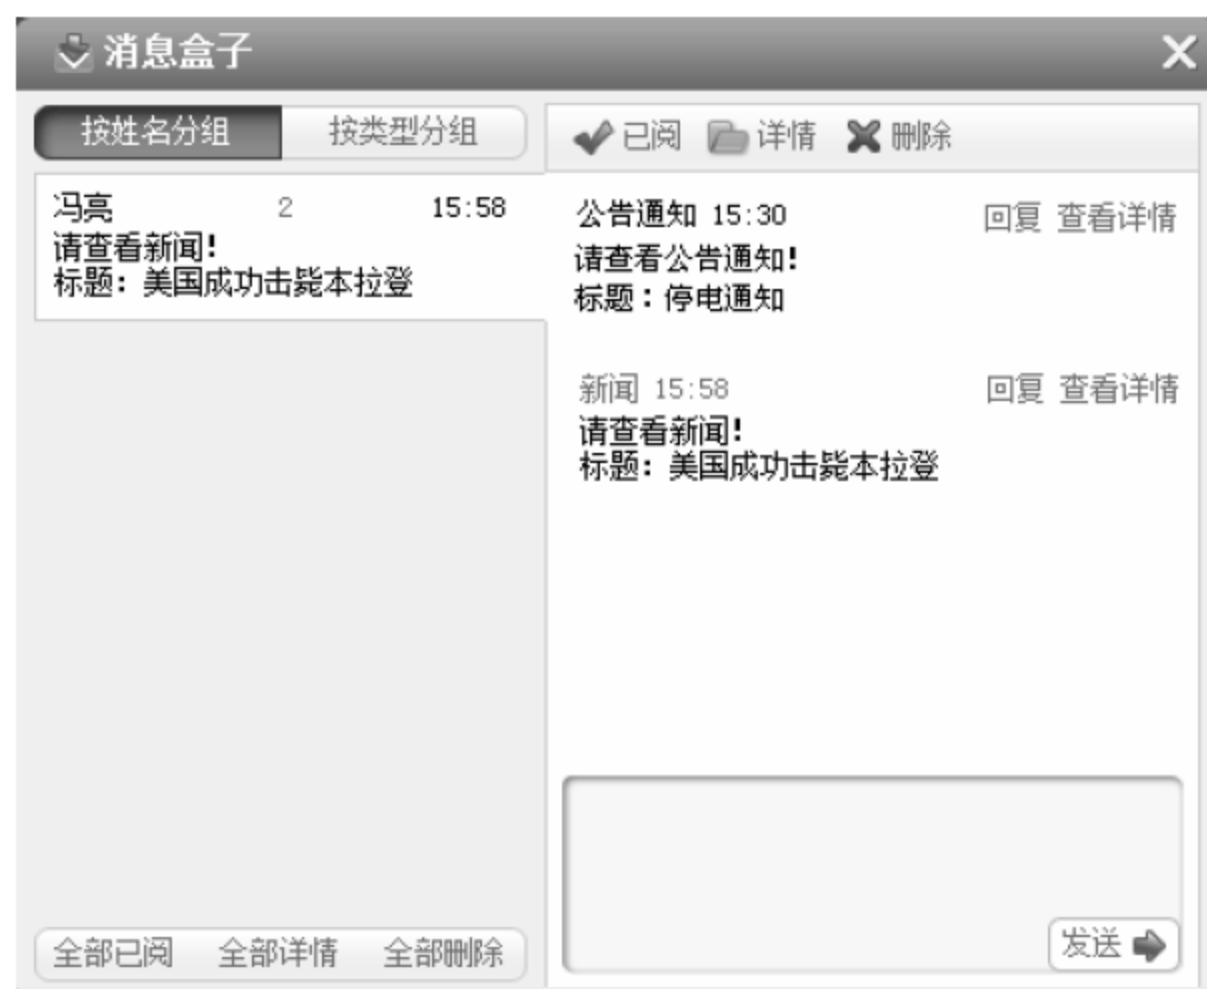 消息盒子
按姓名分组 按类型分组
冯亮 2 15:58
请查看新闻!
标题: 美国成功击毙本拉登
全部已阅 全部详情 全部删除
已阅 详情 删除
公告通知 15:30 回复 查看详情
请查看公告通知!
标题：停电通知
新闻 15:58 回复 查看详情
请查看新闻!
标题: 美国成功击毙本拉登
发送